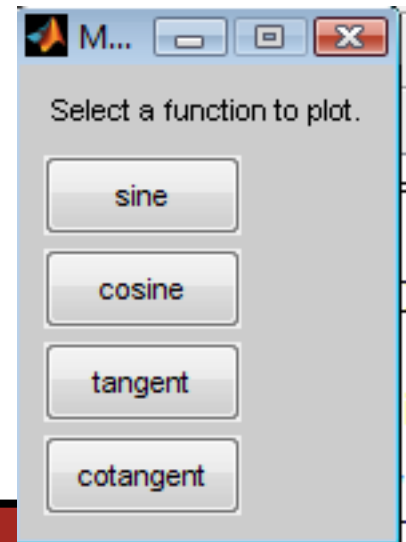 M...
Select a function to plot.
sine
cosine
tangent
cotangent